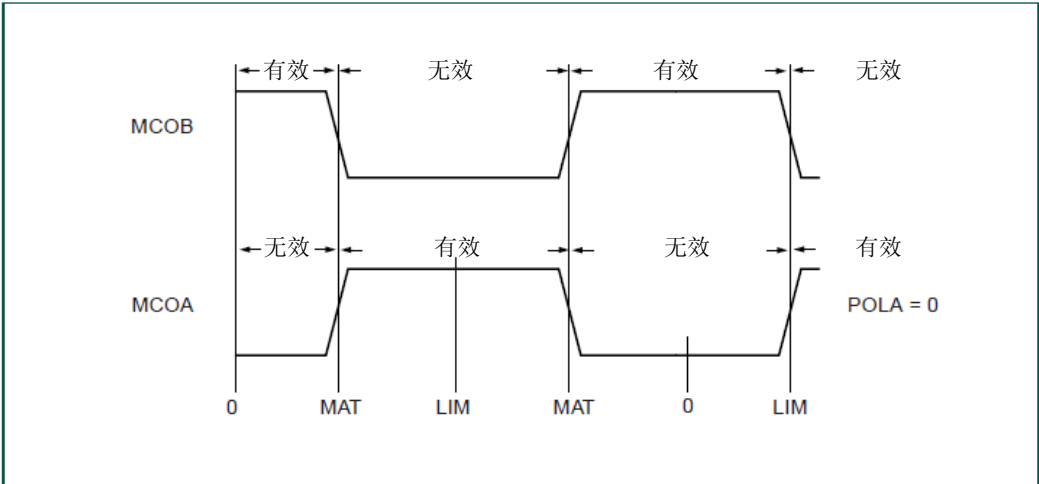 有效 无效 有效 无效
MCOB
无效 有效 无效 有效
MCOA POLA = 0
0 MAT LIM MAT 0 LIM